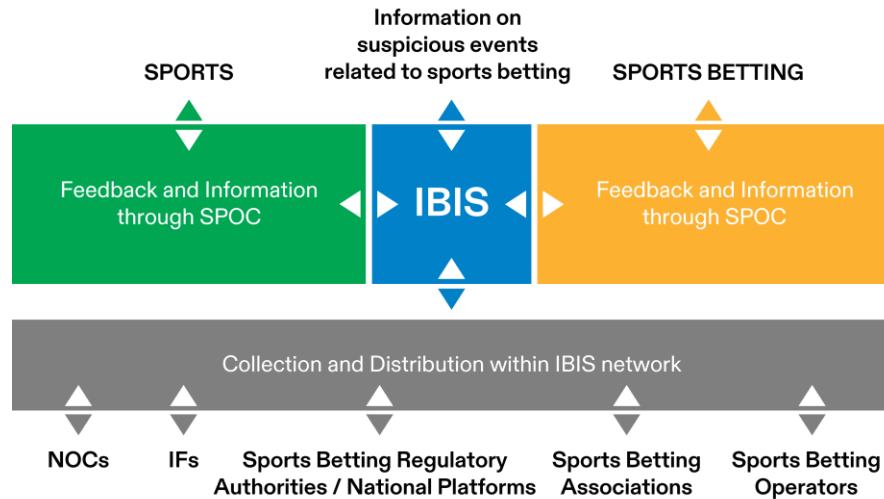 Information on
suspicious events
related to sports betting
SPORTS
SPORTS BETTING
Feedback and Information
through SPOC
IBIS
Feedback and Information
through SPOC
Collection and Distribution within IBIS network
NOCs
IFs
Sports Betting Regulatory
Authorities / National Platforms
Sports Betting
Associations
Sports Betting
Operators